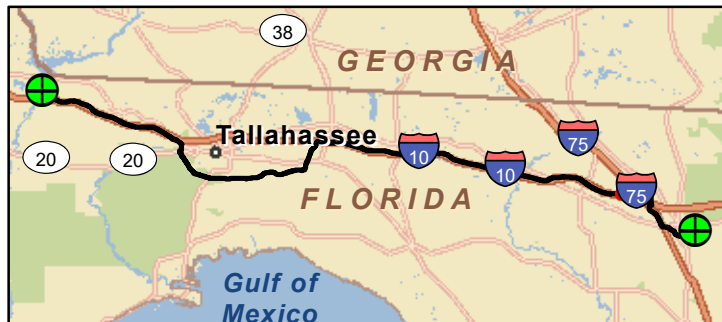 38
GEORGIA
Tallahassee
75
10
20
20
10
FLORIDA
75
Gulf of
Mexico